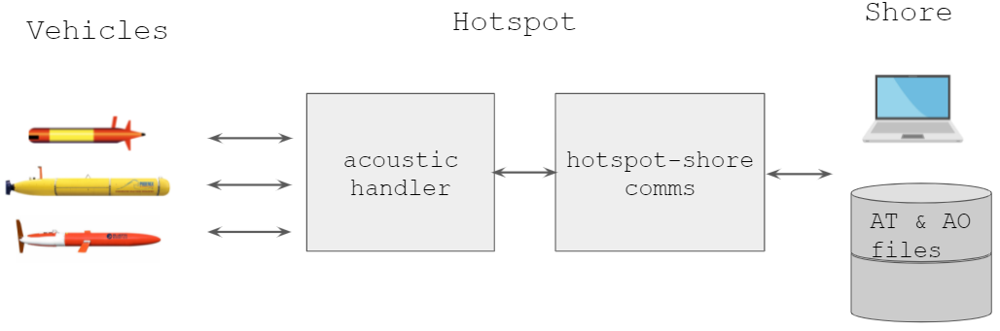 Vehicles
Hotspot
Shore
acoustic
handler
hotspot-shore
comms
AT & AO
files